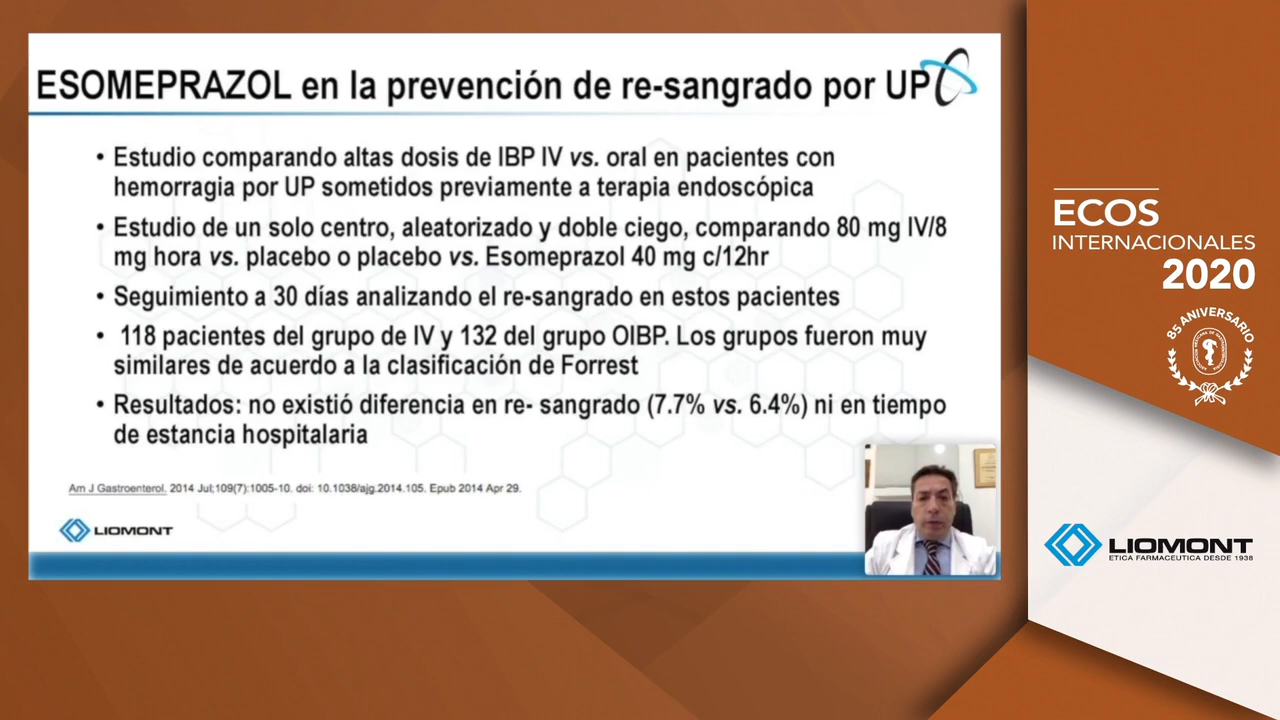 ESOMEPRAZOL en la prevención de re-sangrado por UP
• Estudio comparando altas dosis de IBP IV vs. oral en pacientes con
hemorragia por UP sometidos previamente a terapia endoscópica
• Estudio de un solo centro, aleatorizado y doble ciego, comparando 80 mg IV/8
mg hora vs. placebo o placebo vs. Esomeprazol 40 mg c/12hr
• Seguimiento a 30 días analizando el re-sangrado en estos pacientes
• 118 pacientes del grupo de IV y 132 del grupo OIBP. Los grupos fueron muy
similares de acuerdo a la clasificación de Forrest
• Resultados: no existió diferencia en re- sangrado (7.7% vs. 6.4%) ni en tiempo
de estancia hospitalaria
Am J Gastroenterol. 2014 Jul;109(7):1005-10. doi: 10.1038/ajg.2014.105. Epub 2014 Apr 29.
LIOMONT
ECOS
INTERNACIONALES
2020
85 ANIVERSARIO
LIOMONT
ETICA FARMACEUTICA DESDE 1938